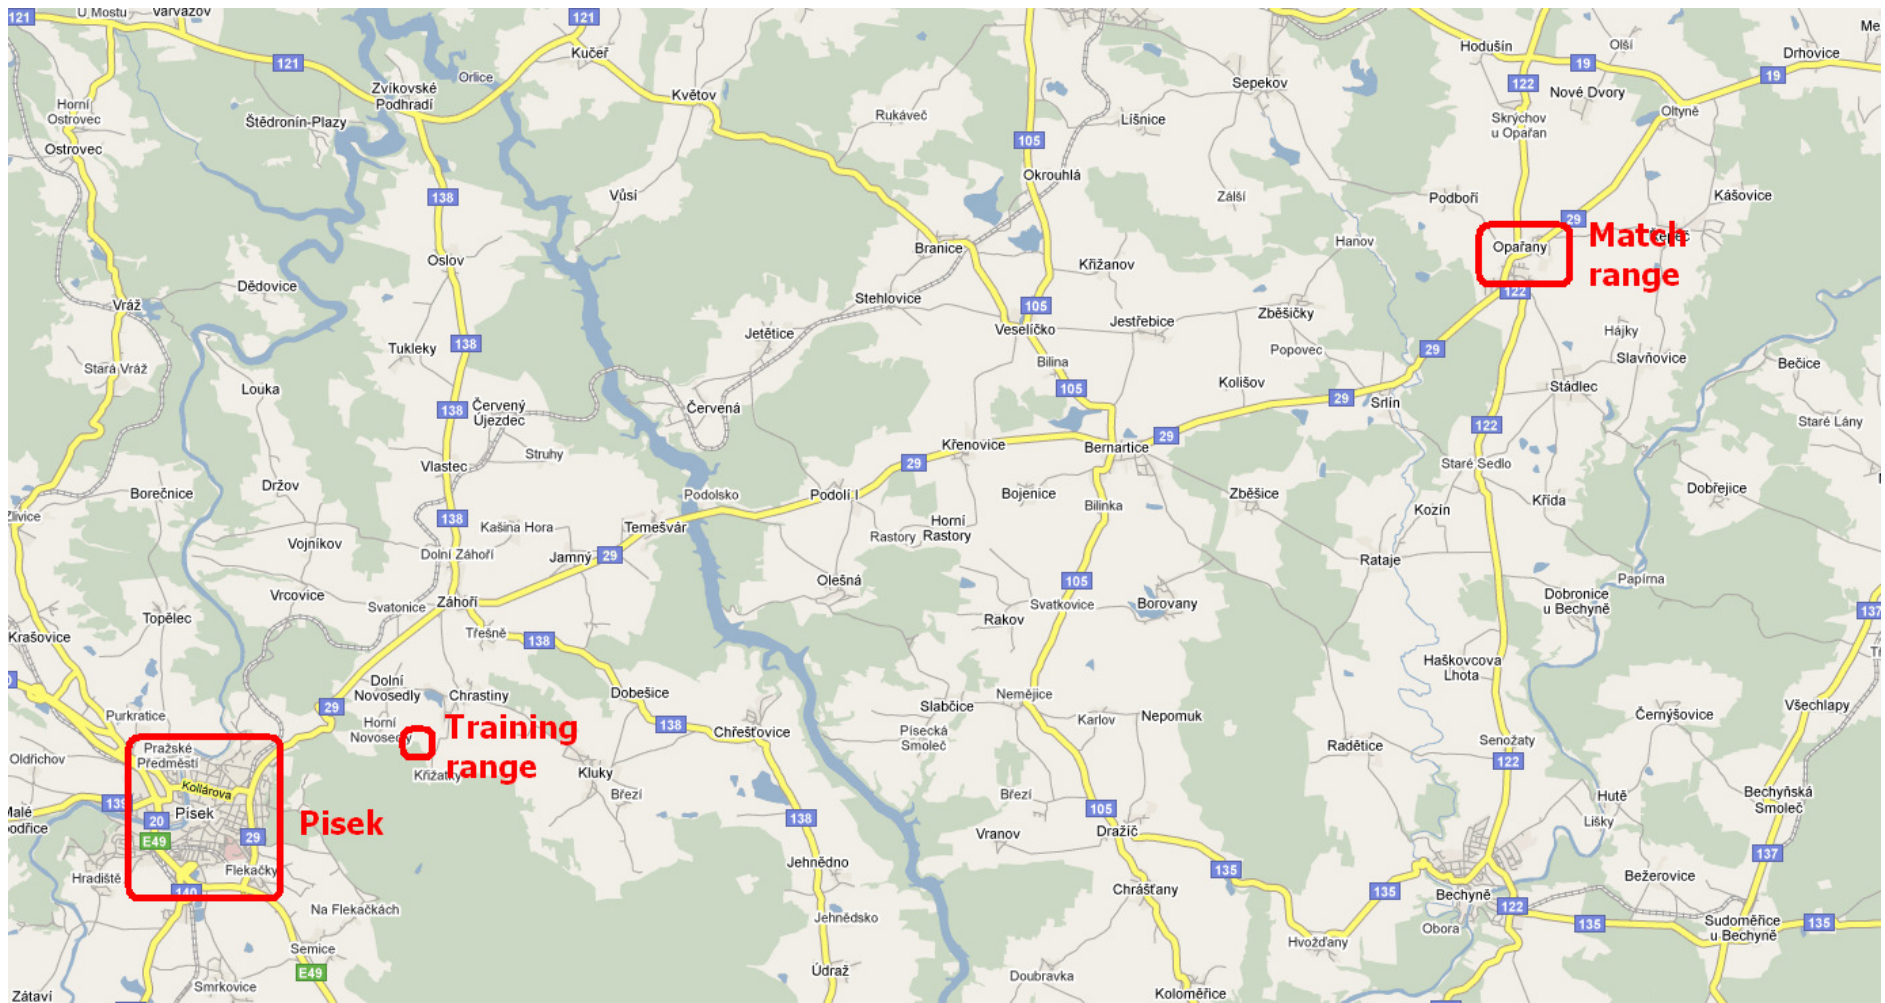 121
U Mostu
Varvažov
121
Kučeř
Hodušín
Olší
Drhovice
121
Orlice
19
19
Zvíkovské
Podhradí
Sepekov
122
Nové Dvory
Květov
Horní
Ostrovec
Štědronín-Plazy
Rukáveč
Líšnice
Skrýchov
u Opařan
Oltyně
Ostrovec
105
Okrouhlá
138
Vůsí
Zálší
Podboří
Kášovice
29
Match
range
Branice
Hanov
Opařany
Oslov
Křižanov
Dědovice
Stehlovice
122
Vráž
105
Zběšičky
Jetětice
Veselíčko
Jestřebice
Hájky
Tukleky
138
Popovec
29
Slavňovice
Stará Vráž
Bilina
Bečice
Louka
105
Kolišov
Stádlec
138
Červený
Újezdec
Červená
29
Srlín
Staré Lány
122
Křenovice
29
Bernartice
Struhy
Vlastec
29
Staré Sedlo
Držov
Borečnice
Podolsko
Podolí I
Bojenice
Zběšice
Dobřejice
Křída
Zlivice
138
Kašina Hora
Temešvár
Bilinka
Kozín
Horní
Rastory
Rastory
Vojníkov
Dolní Záhoří
Jamný
29
Rataje
Olešná
105
Papírna
Vrcovice
Svatonice
Záhoří
Svatkovice
Borovany
Dobronice
u Bechyně
137
Topělec
Rakov
Krašovice
Třešně
138
Haškovcova
Lhota
Dolní
Novosedly
Chrastiny
Dobešice
Nemějice
29
Slabčice
Všechlapy
Purkratice
Horní
Novosedly
Training
range
138
Chřešťovice
Písecká
Smoleč
Karlov
Nepomuk
Černýšovice
Radětice
Senožaty
Pražské
Předměstí
Oldřichov
Křižatky
Kluky
122
Kollárova
Březí
Březí
Bechyňská
Smoleč
139
Hutě
Malé
20
Písek
Pisek
138
105
Lišky
E49
29
Vranov
Dražič
137
Jehnědno
135
Hradiště
Flekačky
Bežerovice
140
Chrášťany
135
Bechyně
Na Flekačkách
122
Jehnědsko
135
Sudoměřice
u Bechyně
135
Obora
Semice
Hvožďany
E49
Údraž
Doubravka
Smrkovice
Koloměřice
Zátaví